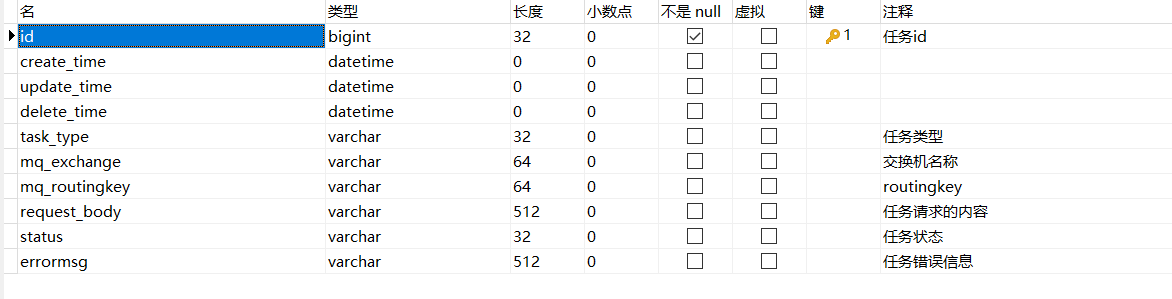 名 类型 长度 小数点 不是 null 虚拟 键 注释
id bigint 32 0 1 任务id
create_time datetime 0 0
update_time datetime 0 0
delete_time datetime 0 0
task_type varchar 32 0 任务类型
mq_exchange varchar 64 0 交换机名称
mq_routingkey varchar 64 0 routingkey
request_body varchar 512 0 任务请求的内容
status varchar 32 0 任务状态
errormsg varchar 512 0 任务错误信息